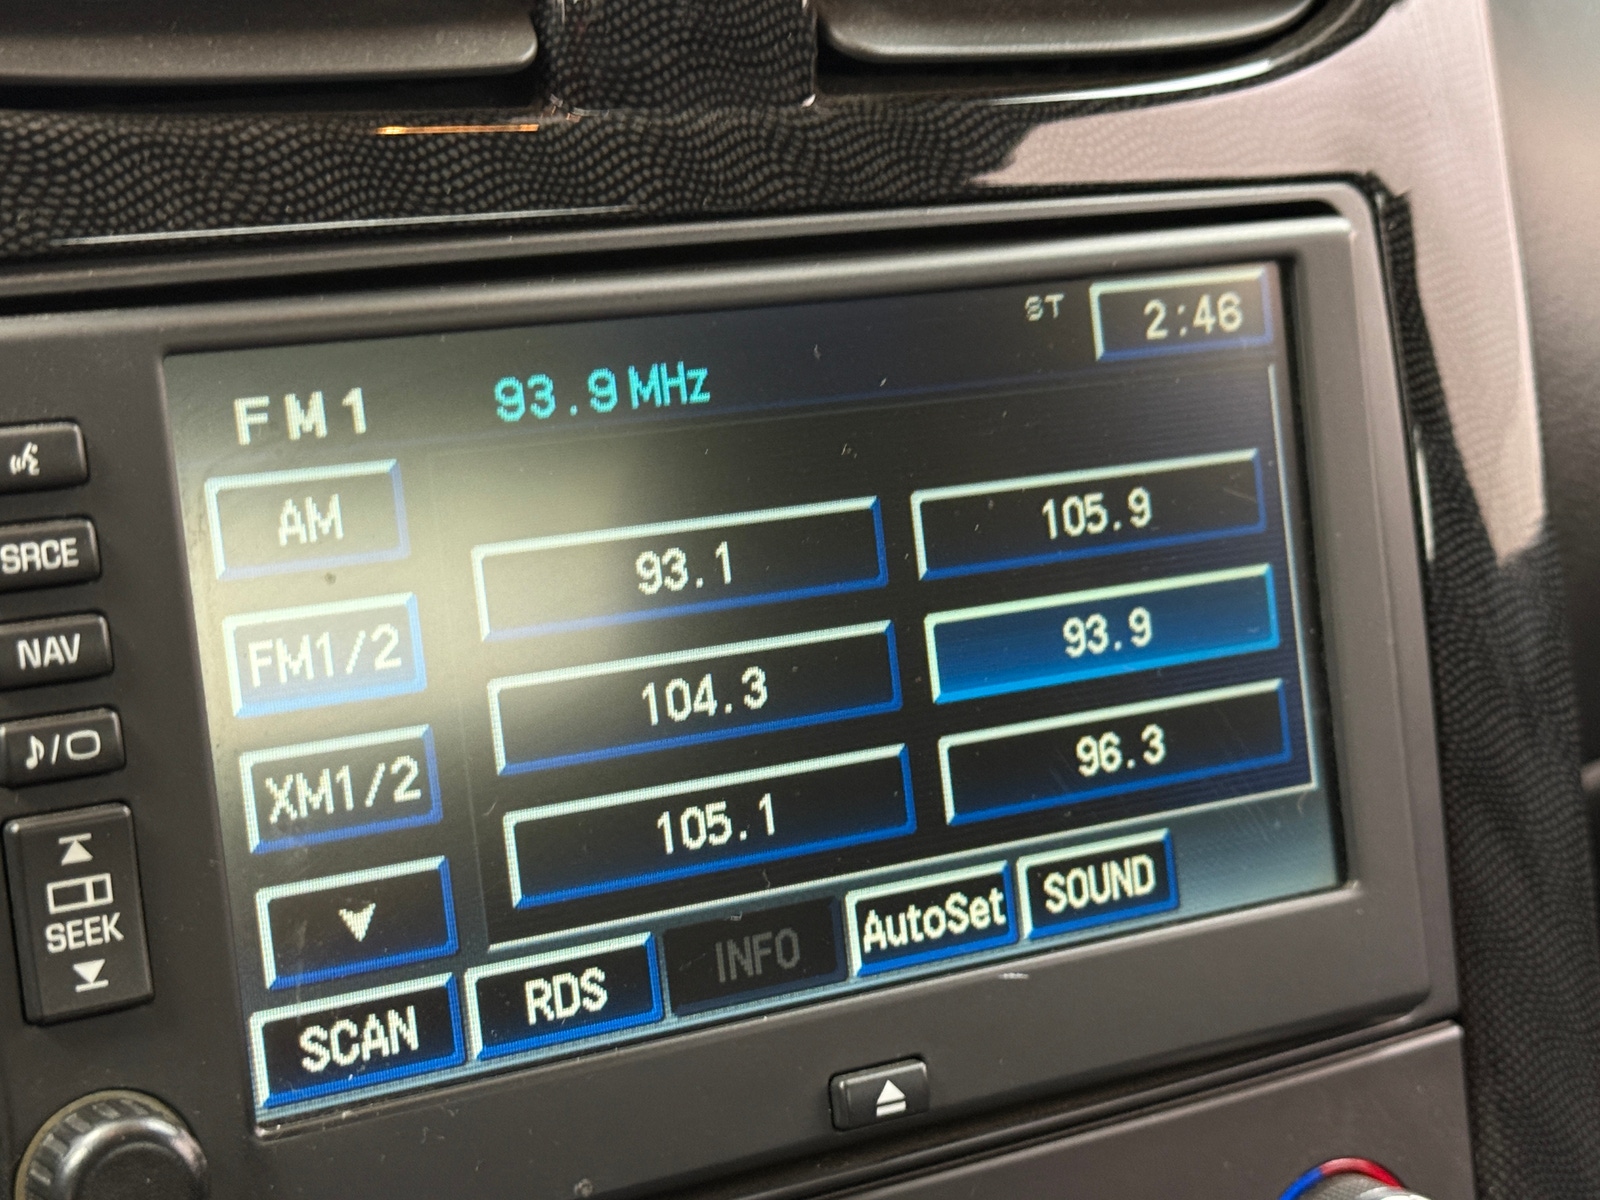 ST 2:46
FM1 93.9 MHz
AM
93.1
105.9
SRCE
FM1/2
104.3
93.9
NAV
XM1/2
105.1
96.3
SEEK
SCAN
RDS
INFO
AutoSet
SOUND